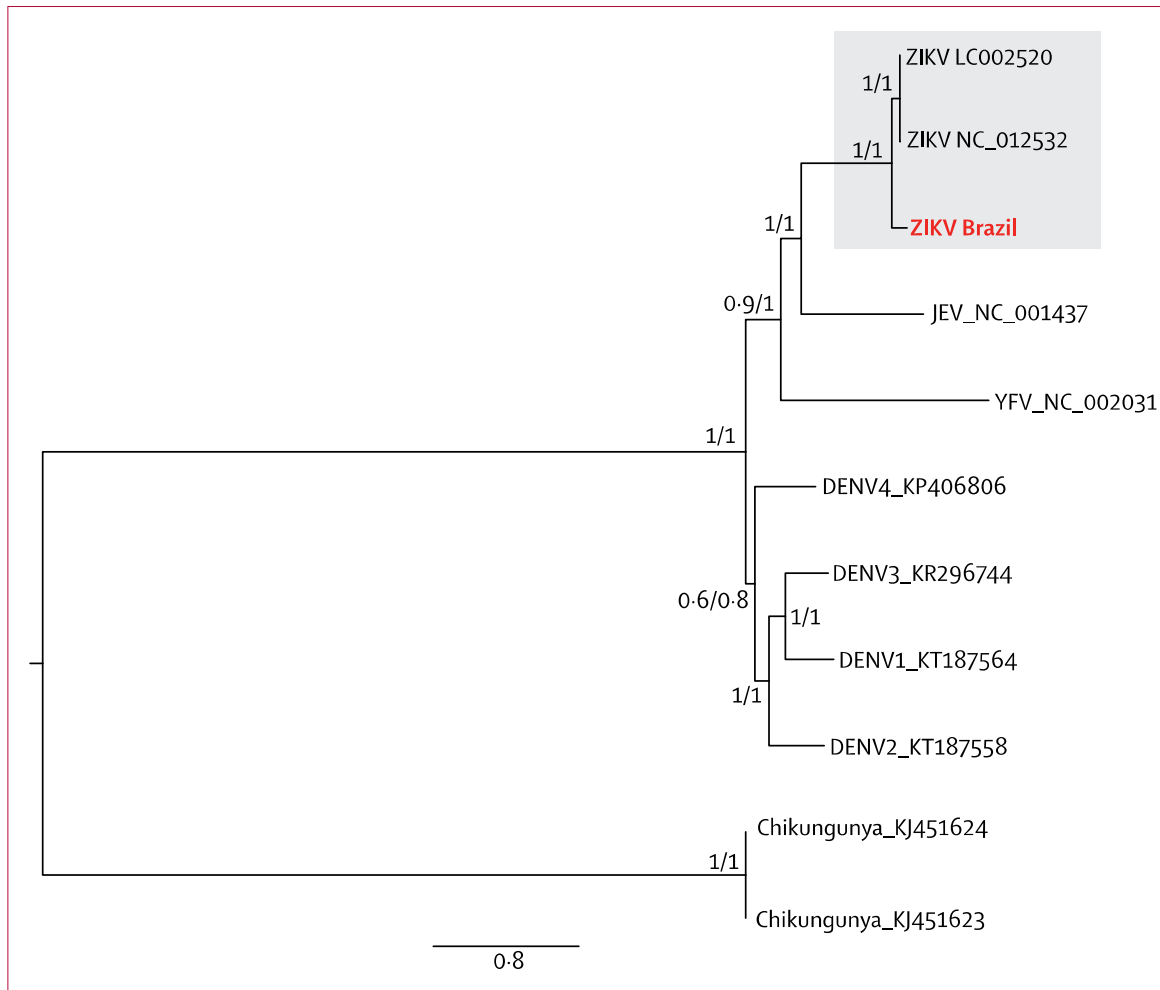 ZIKV LC002520
1/1
ZIKV NC_012532
1/1
ZIKV Brazil
1/1
0·9/1
JEV_NC_001437
YFV_NC_002031
1/1
DENV4_KP406806
DENV3_KR296744
0·6/0·8
1/1
DENV1_KT187564
1/1
DENV2_KT187558
Chikungunya_KJ451624
1/1
Chikungunya_KJ451623
0·8